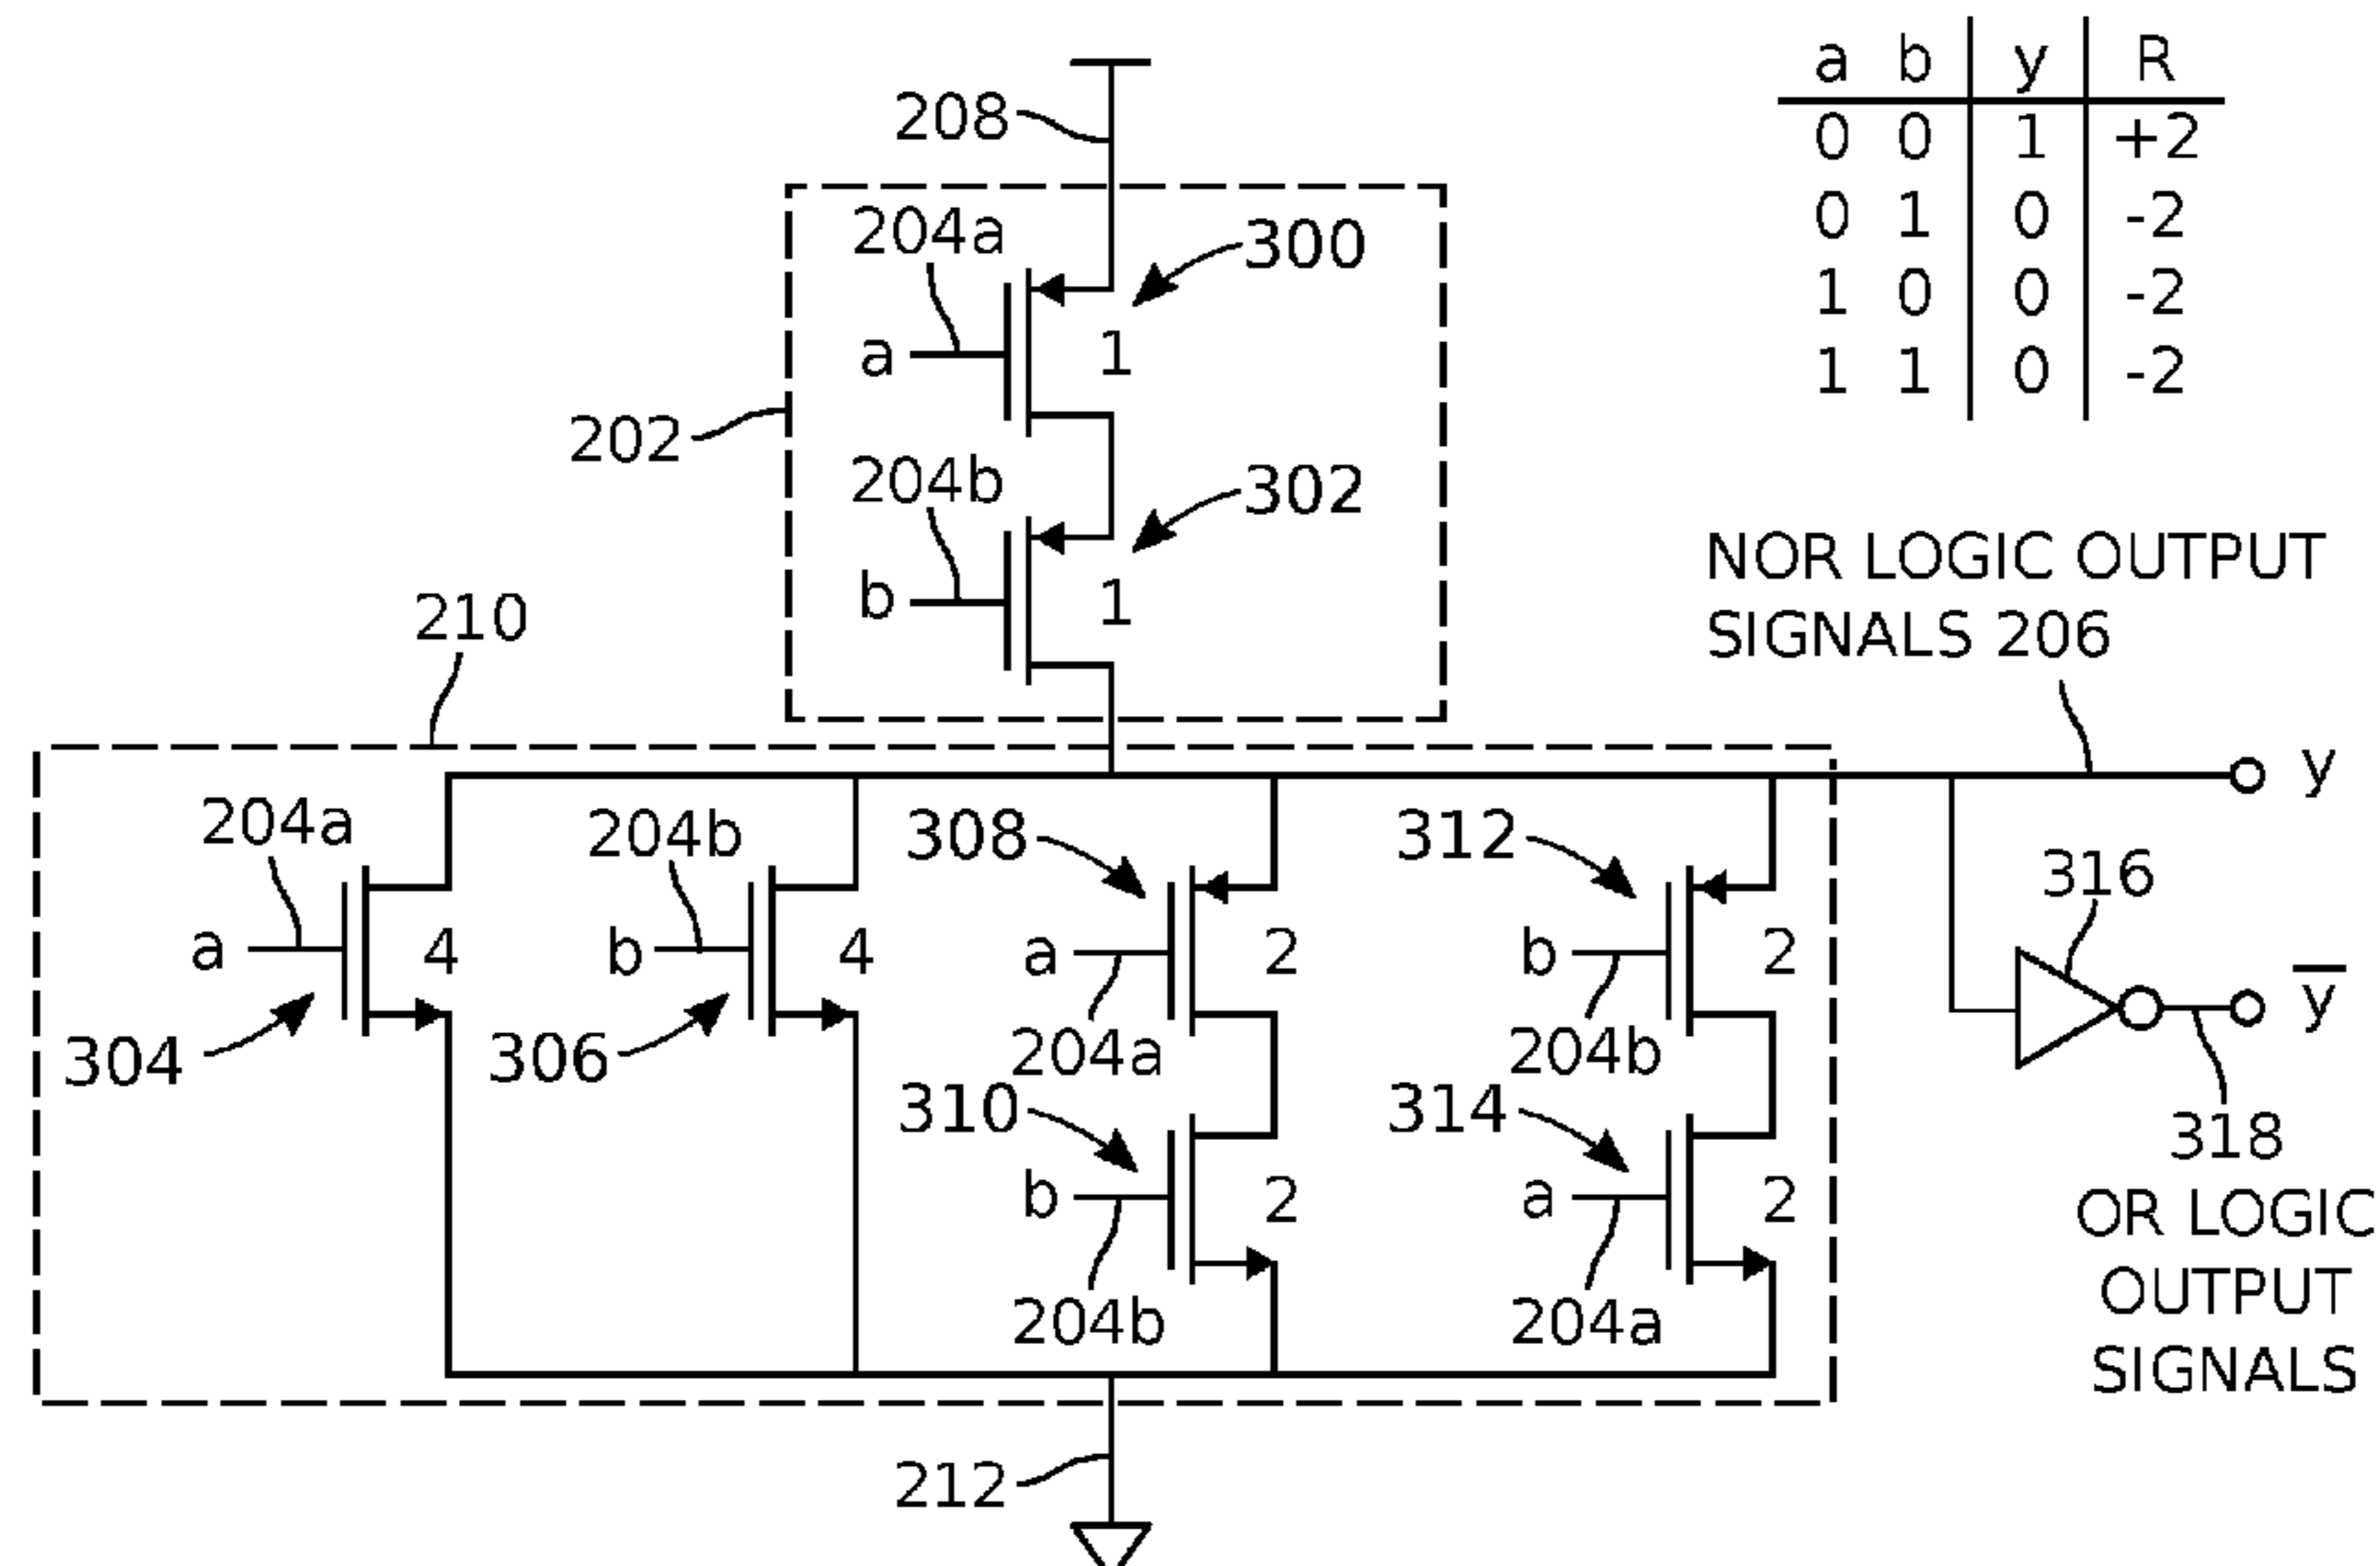 a b y R
0 0 1 +2
0 1 0 -2
1 0 0 -2
1 1 0 -2
208
204a
300
a 1
202
204b
302
b 1
NOR LOGIC OUTPUT
SIGNALS 206
210
y
204a 204b 308 312
316
a 4 b 4 a 2 b 2
y
304 306 204a 204b
310 314
318
b 2 a 2
OR LOGIC
OUTPUT
SIGNALS
204b 204a
212